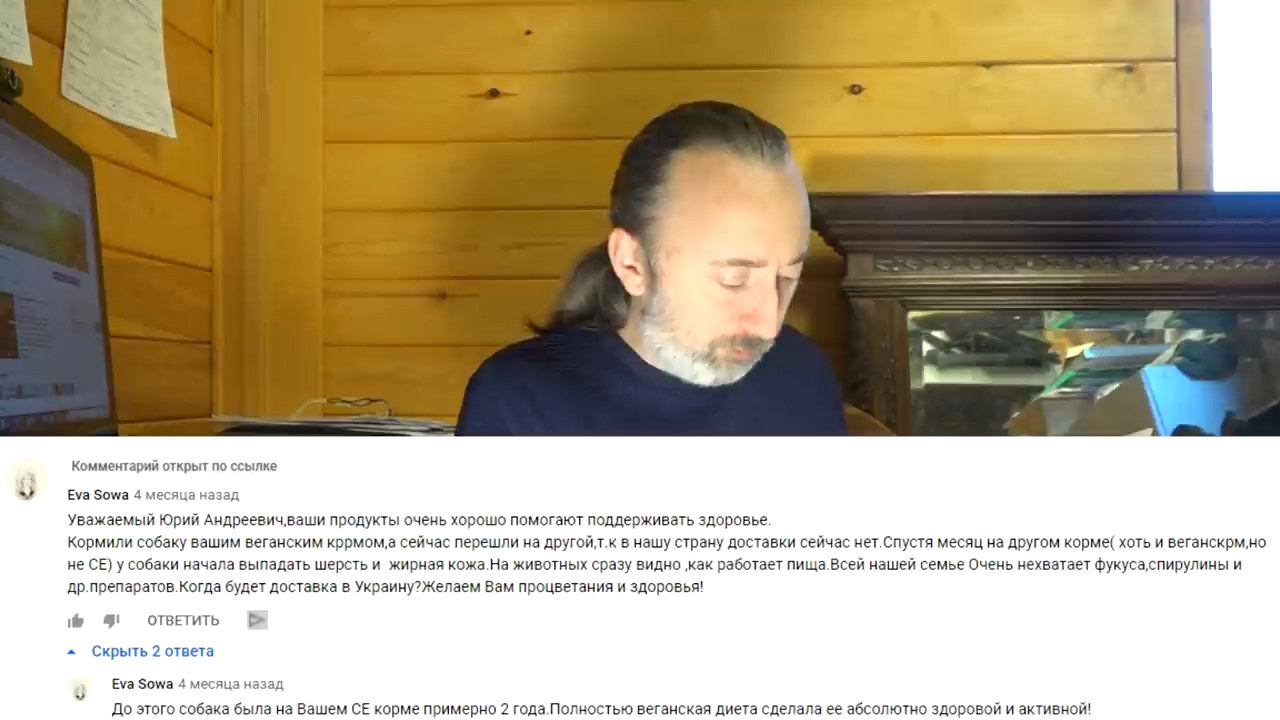 Комментарий открыт по ссылке
Eva Sowa 4 месяца назад
Уважаемый Юрий Андреевич,ваши продукты очень хорошо помогают поддерживать здоровье.
Кормили собаку вашим веганским кррмом,а сейчас перешли на другой,т.к в нашу страну доставки сейчас нет.Спустя месяц на другом корме( хоть и веганскрм,но
не СЕ) у собаки начала выпадать шерсть и жирная кожа.На животных сразу видно ,как работает пища.Всей нашей семье Очень нехватает фукуса,спирулины и
др.препаратов.Когда будет доставка в Украину?Желаем Вам процветания и здоровья!
ОТВЕТИТЬ
Скрыть 2 ответа
Eva Sowa 4 месяца назад
До этого собака была на Вашем СЕ корме примерно 2 года.Полностью веганская диета сделала ее абсолютно здоровой и активной!